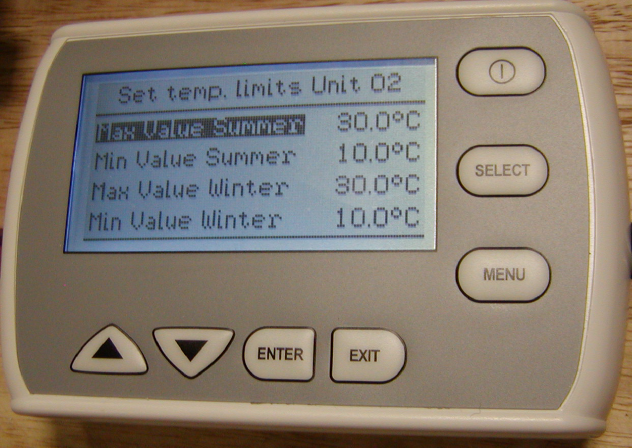 Set temp. limits Unit 02
Max Value Summer 30.0°C
Min Value Summer 10.0°C
Max Value Winter 30.0°C
Min Value Winter 10.0°C
SELECT
MENU
ENTER
EXIT